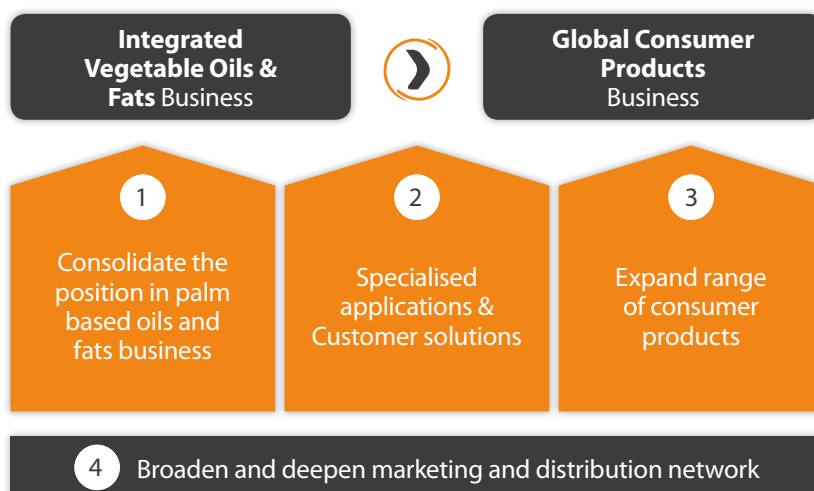 Integrated
Vegetable Oils &
Fats Business
Global Consumer
Products
Business
1
Consolidate the
position in palm
based oils and
fats business
2
Specialised
applications &
Customer solutions
3
Expand range
of consumer
products
4 Broaden and deepen marketing and distribution network